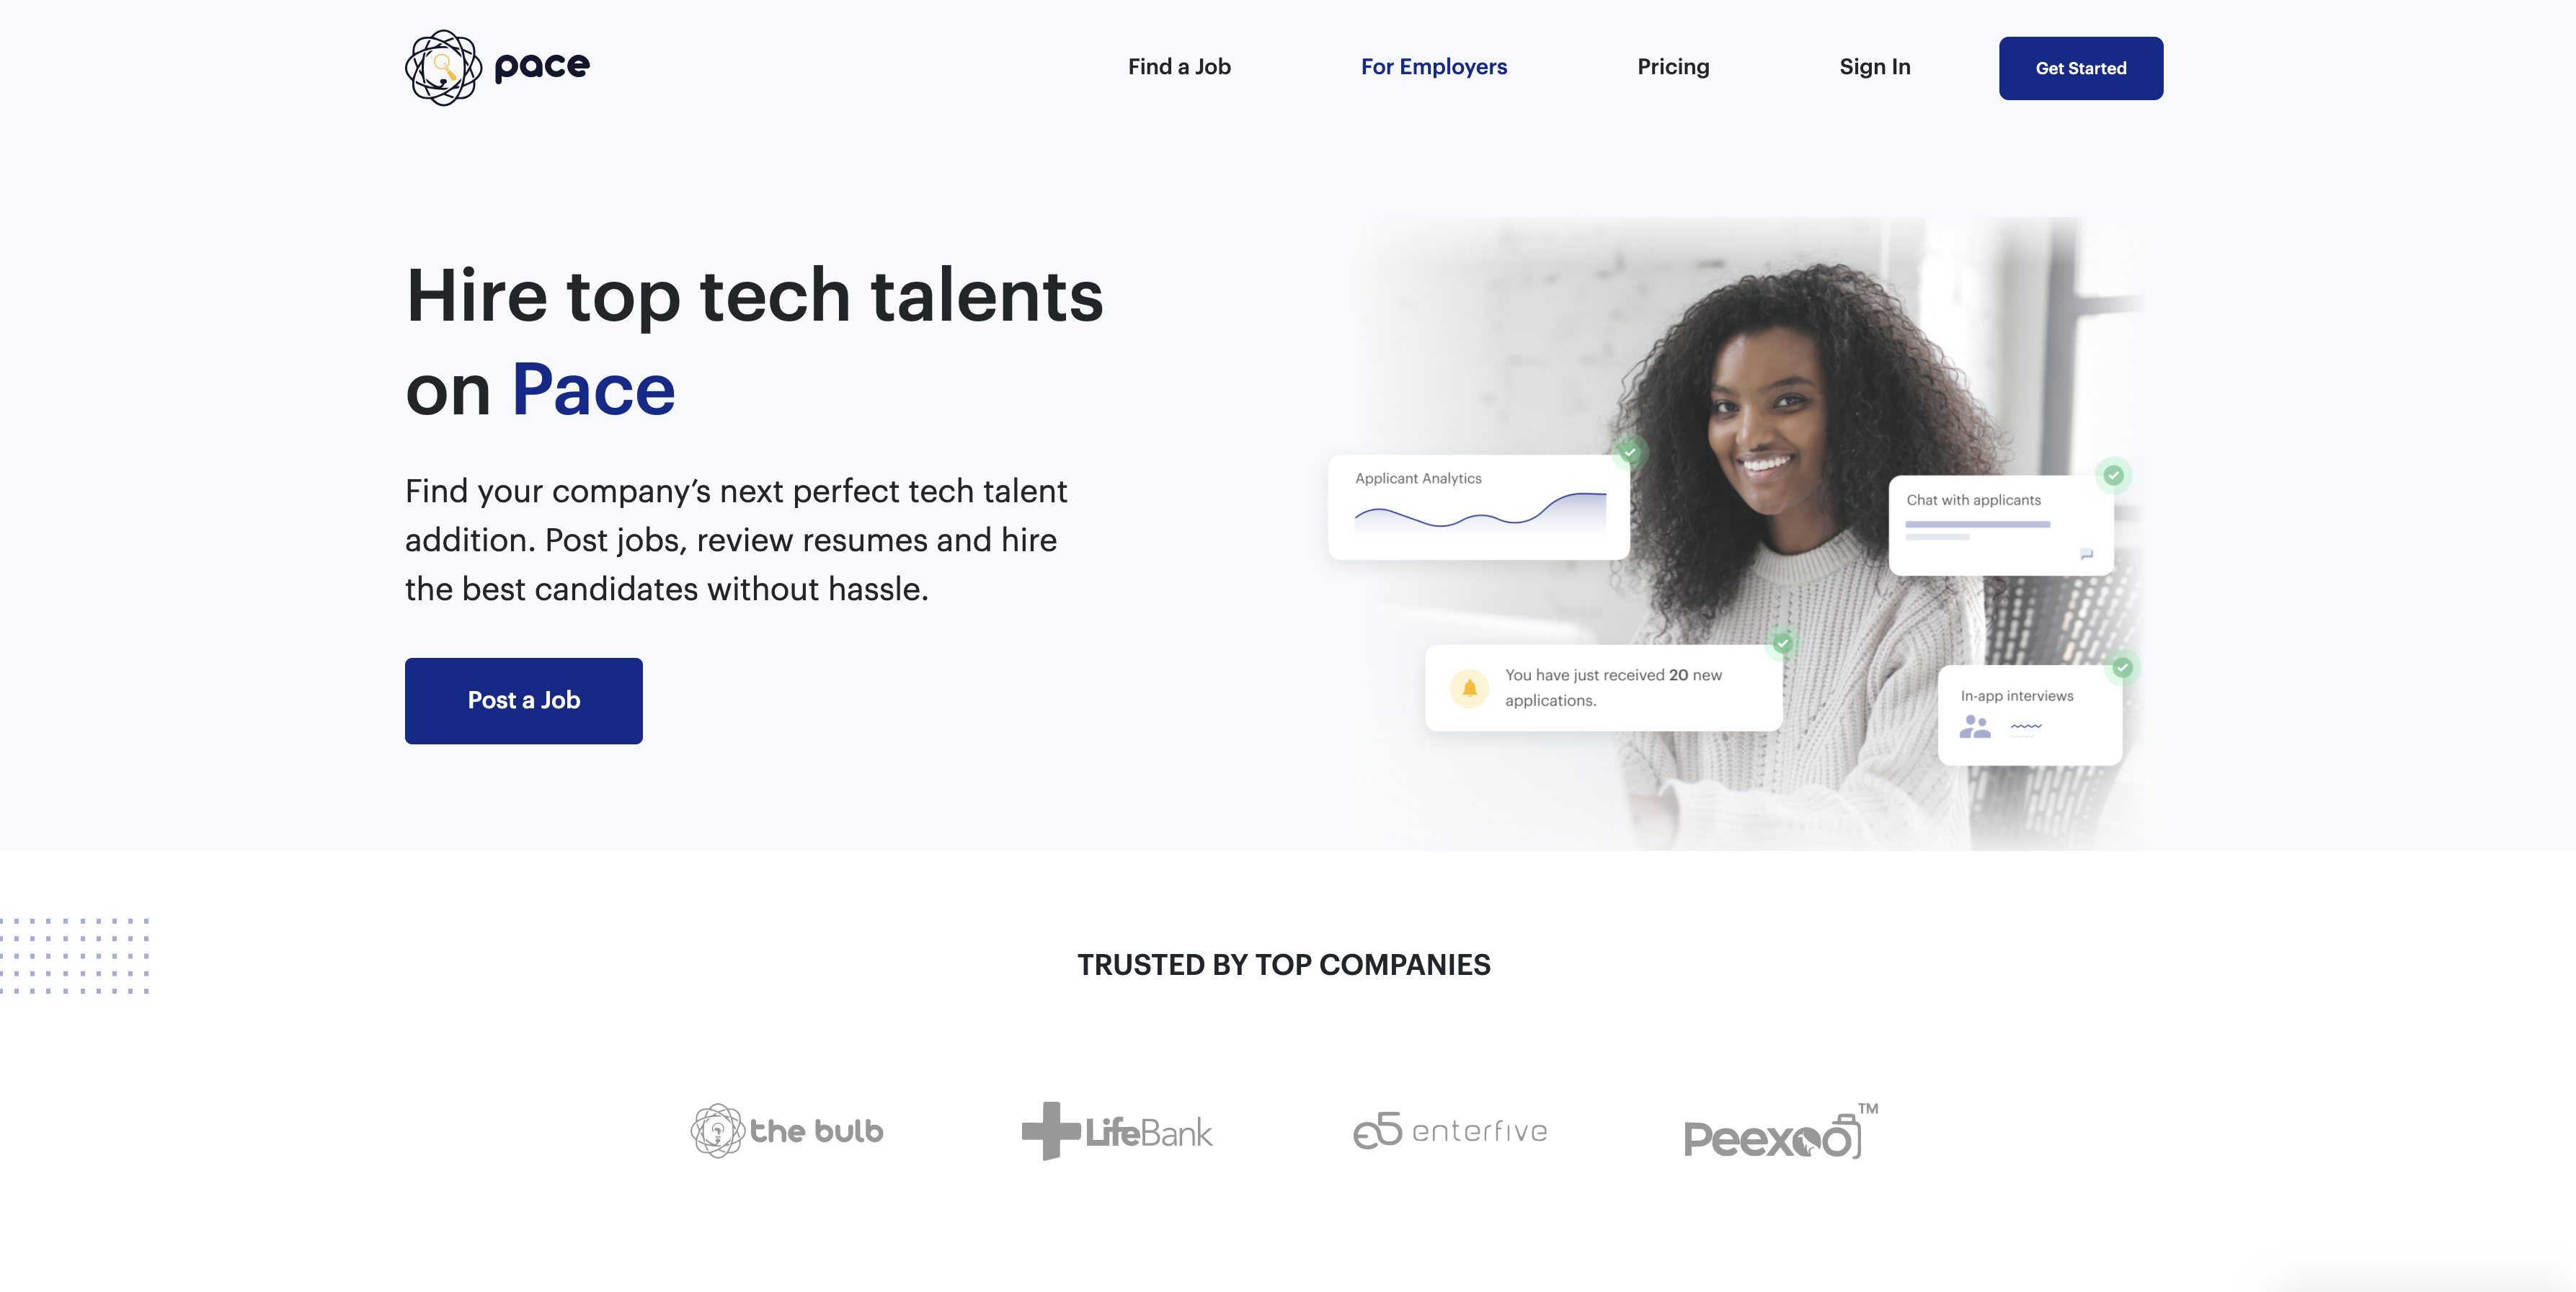 pace
Find a Job
For Employers
Pricing
Sign In
Get Started
Hire top tech talents
on Pace
Find your company’s next perfect tech talent
addition. Post jobs, review resumes and hire
the best candidates without hassle.
Post a Job
Applicant Analytics
Chat with applicants
You have just received 20 new
applications.
In-app interviews
TRUSTED BY TOP COMPANIES
the bulb
LifeBank
e5 enterfive
Peexoo TM